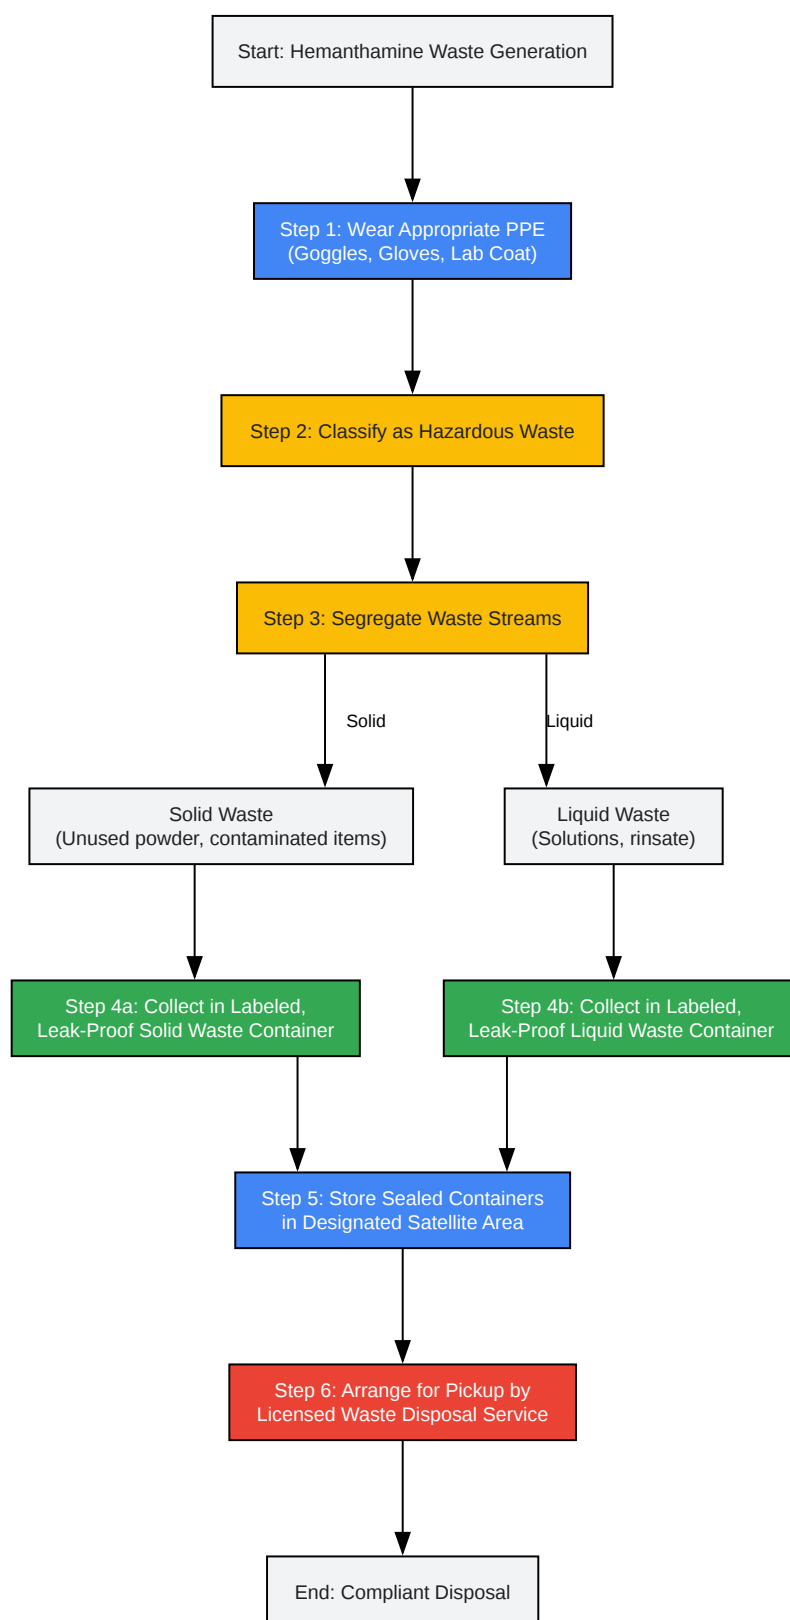 Start: Hemanthamine Waste Generation
Step 1: Wear Appropriate PPE
(Goggles, Gloves, Lab Coat)
Step 2: Classify as Hazardous Waste
Step 3: Segregate Waste Streams
Solid
Liquid
Solid Waste
(Unused powder, contaminated items)
Liquid Waste
(Solutions, rinsate)
Step 4a: Collect in Labeled,
Leak-Proof Solid Waste Container
Step 4b: Collect in Labeled,
Leak-Proof Liquid Waste Container
Step 5: Store Sealed Containers
in Designated Satellite Area
Step 6: Arrange for Pickup by
Licensed Waste Disposal Service
End: Compliant Disposal